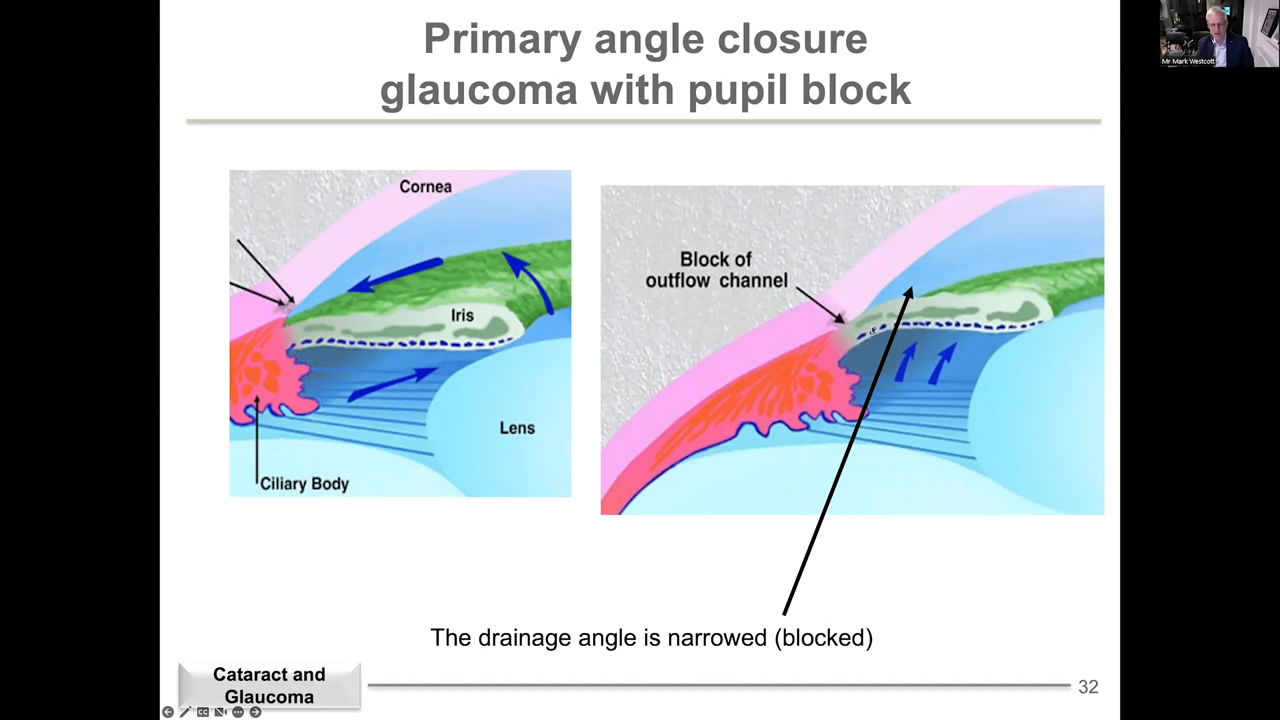 Primary angle closure
glaucoma with pupil block
Mr Mark Westcott
Cornea
Iris
Lens
Ciliary Body
Block of
outflow channel
The drainage angle is narrowed (blocked)
Cataract and
Glaucoma
32